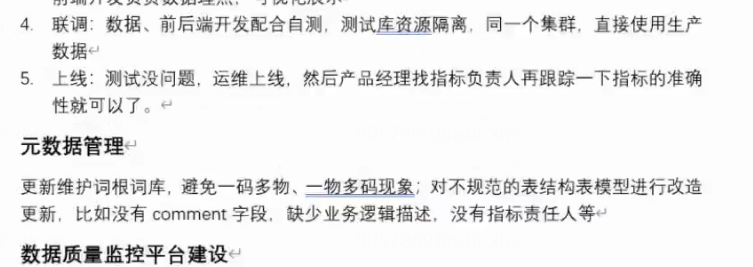 4. 联调：数据、前后端开发配合自测，测试库资源隔离，同一个集群，直接使用生产
数据
5. 上线：测试没问题，运维上线，然后产品经理找指标负责人再跟踪一下指标的准确
性就可以了。
元数据管理
更新维护词根词库，避免一码多物、一物多码现象；对不规范的表结构表模型进行改造
更新，比如没有 comment 字段，缺少业务逻辑描述，没有指标责任人等
数据质量监控平台建设